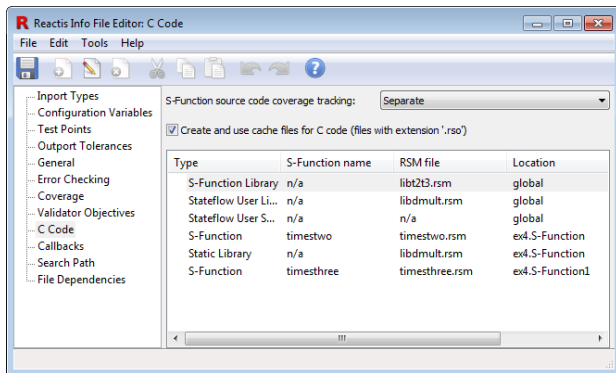 Reactis Info File Editor: C Code
File Edit Tools Help
Inport Types
Configuration Variables
Test Points
Outport Tolerances
General
Error Checking
Coverage
Validator Objectives
C Code
Callbacks
Search Path
File Dependencies
S-Function source code coverage tracking: Separate
Create and use cache files for C code (files with extension '.rso')
Type S-Function name RSM file Location
S-Function Library n/a libt2t3.rsm global
Stateflow User Li... n/a libdmult.rsm global
Stateflow User S... n/a n/a global
S-Function timestwo timestwo.rsm ex4.S-Function
Static Library n/a libdmult.rsm ex4.S-Function
S-Function timesthree timesthree.rsm ex4.S-Function1